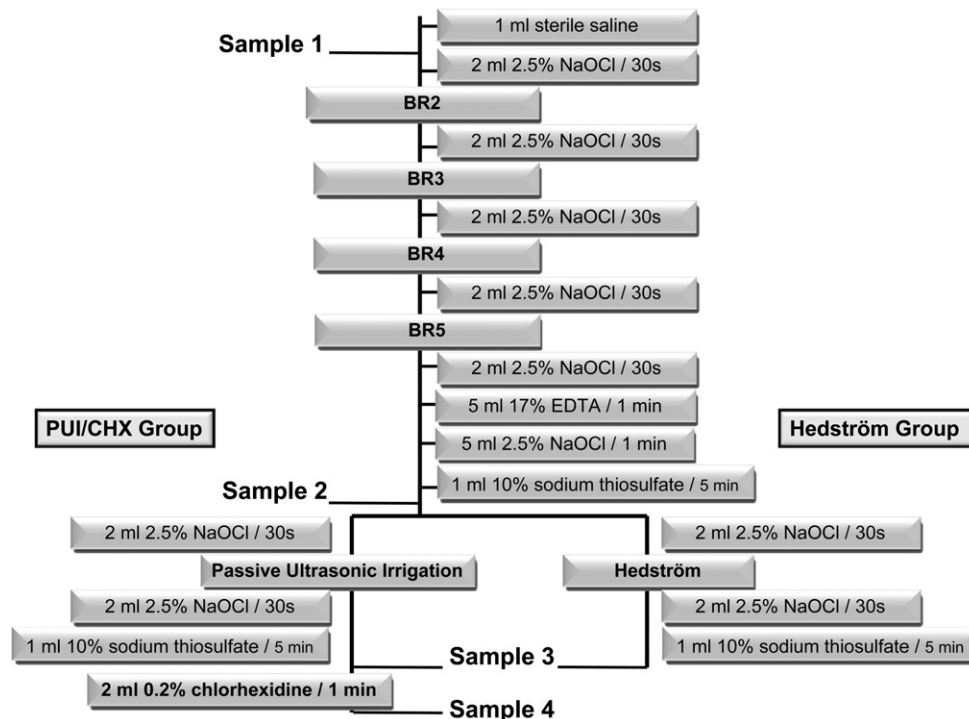 1 ml sterile saline
Sample 1
2 ml 2.5% NaOCl / 30s
BR2
2 ml 2.5% NaOCl / 30s
BR3
2 ml 2.5% NaOCl / 30s
BR4
2 ml 2.5% NaOCl / 30s
BR5
2 ml 2.5% NaOCl / 30s
5 ml 17% EDTA / 1 min
PUI/CHX Group
Hedström Group
5 ml 2.5% NaOCl / 1 min
1 ml 10% sodium thiosulfate / 5 min
Sample 2
2 ml 2.5% NaOCl / 30s
2 ml 2.5% NaOCl / 30s
Passive Ultrasonic Irrigation
Hedström
2 ml 2.5% NaOCl / 30s
2 ml 2.5% NaOCl / 30s
1 ml 10% sodium thiosulfate / 5 min
1 ml 10% sodium thiosulfate / 5 min
Sample 3
2 ml 0.2% chlorhexidine / 1 min
Sample 4